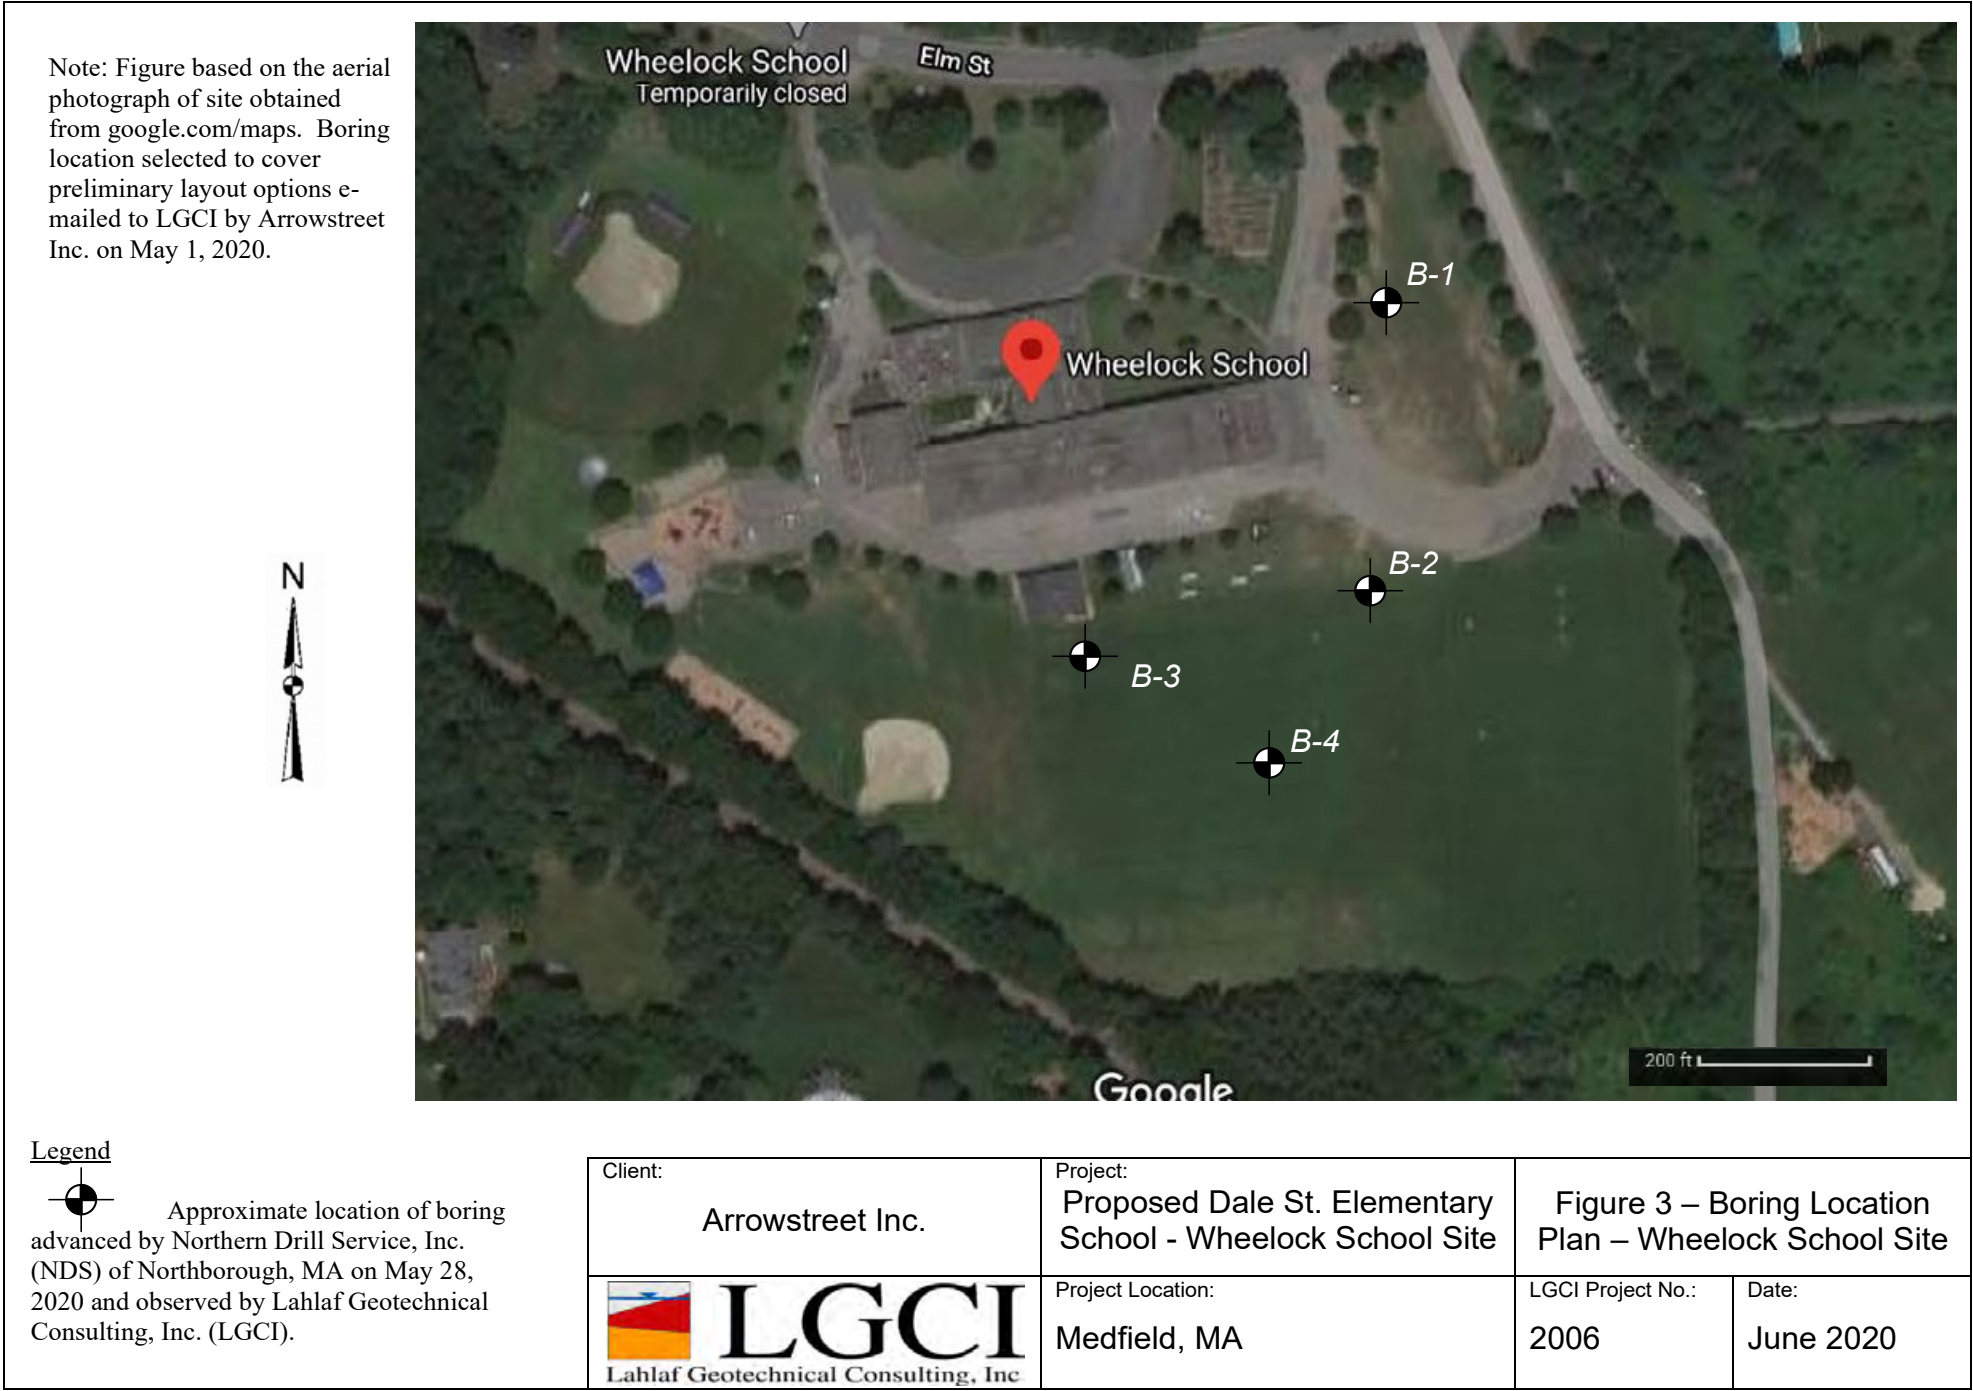 Note: Figure based on the aerial
photograph of site obtained
from google.com/maps.  Boring
location selected to cover
preliminary layout options e-
mailed to LGCI by Arrowstreet
Inc. on May 1, 2020.
Wheelock School
Temporarily closed
Elm St
B-1
Wheelock School
N
B-2
B-3
B-4
200 ft
Google
Legend
Approximate location of boring
advanced by Northern Drill Service, Inc.
(NDS) of Northborough, MA on May 28,
2020 and observed by Lahlaf Geotechnical
Consulting, Inc. (LGCI).
Client:
Arrowstreet Inc.
Project:
Proposed Dale St. Elementary
School - Wheelock School Site
Figure 3 – Boring Location
Plan – Wheelock School Site
LGCI
Lahlaf Geotechnical Consulting, Inc
Project Location:
Medfield, MA
LGCI Project No.:
2006
Date:
June 2020